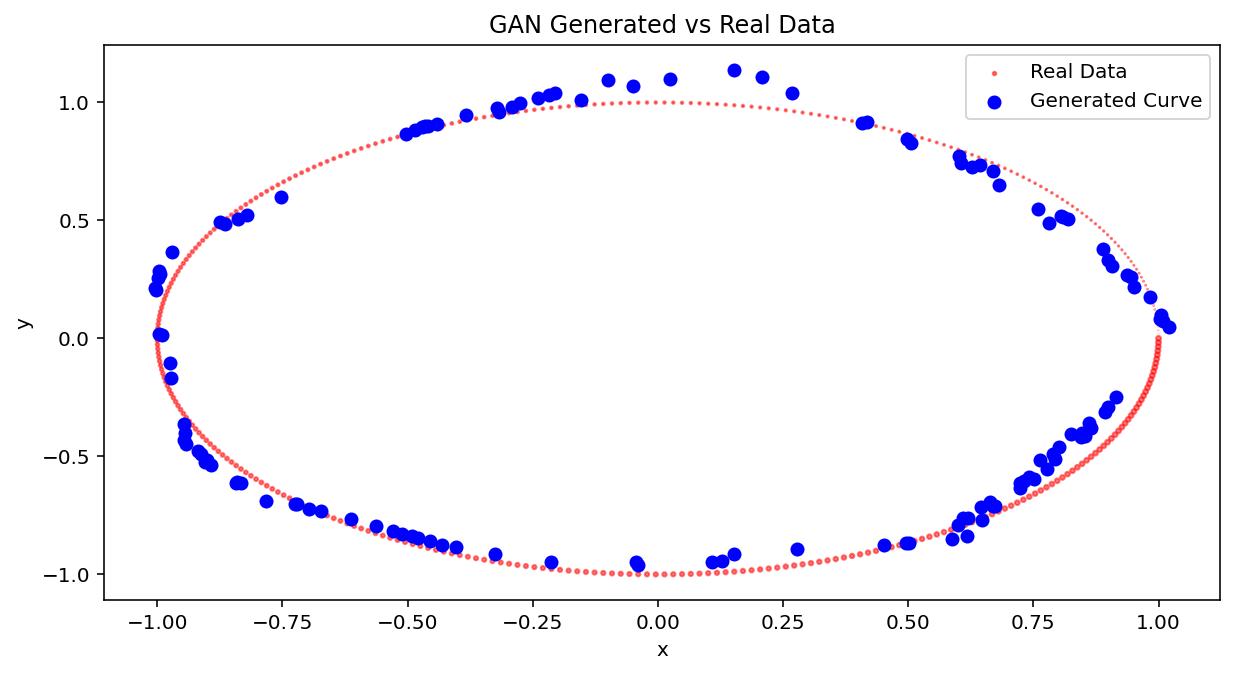 GAN Generated vs Real Data
Real Data
Generated Curve
1.0
0.5
0.0
−0.5
−1.0
y
−1.00 −0.75 −0.50 −0.25 0.00 0.25 0.50 0.75 1.00
x